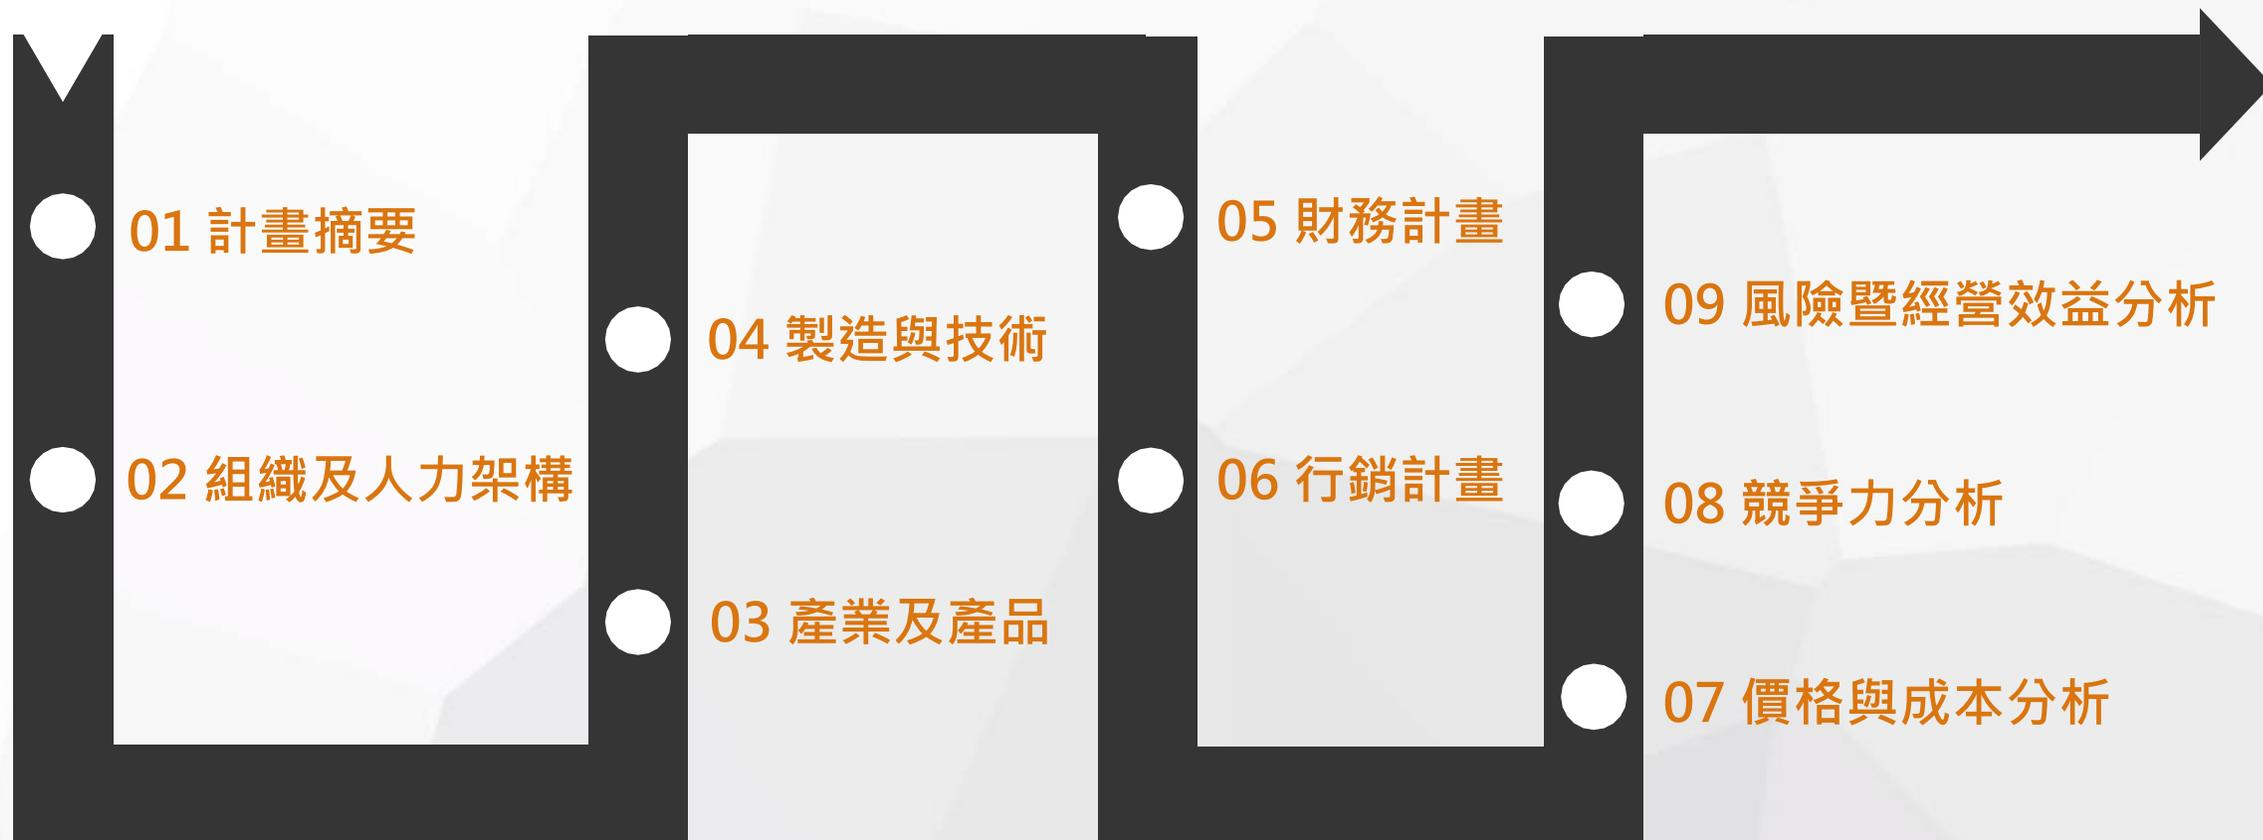 01 計畫摘要
02 組織及人力架構
03 產業及產品
04 製造與技術
05 財務計畫
06 行銷計畫
07 價格與成本分析
08 競爭力分析
09 風險暨經營效益分析